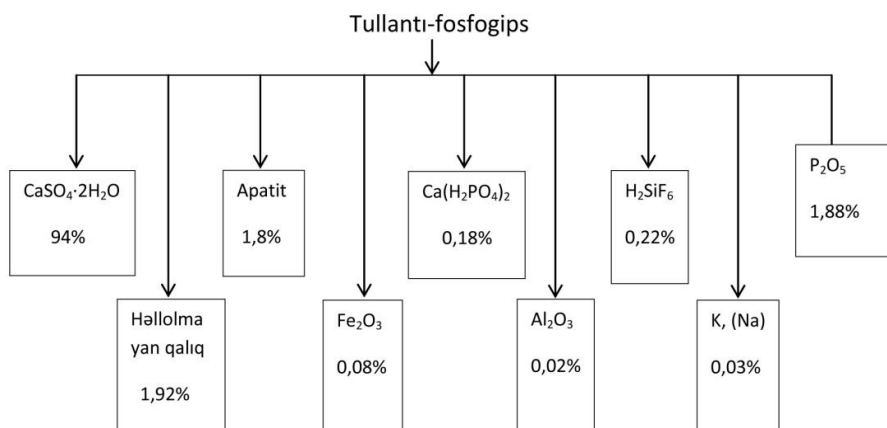 Tullantı-fosfogips
CaSO₄·2H₂O
94%
Apatit
1,8%
Ca(H₂PO₄)₂
0,18%
H₂SiF₆
0,22%
P₂O₅
1,88%
Həllolma
yan qalıq
1,92%
Fe₂O₃
0,08%
Al₂O₃
0,02%
K, (Na)
0,03%